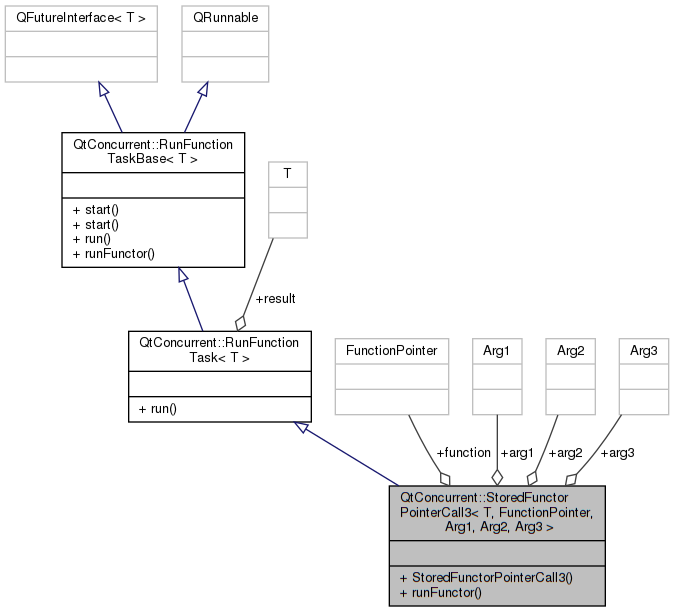 QFutureInterface< T >
QRunnable
QtConcurrent::RunFunction
TaskBase< T >
+ start()
+ start()
+ run()
+ runFunctor()
T
+result
QtConcurrent::RunFunction
Task< T >
+ run()
FunctionPointer
Arg1
Arg2
Arg3
+function
+arg1
+arg2
+arg3
QtConcurrent::StoredFunctor
PointerCall3< T, FunctionPointer,
Arg1, Arg2, Arg3 >
+ StoredFunctorPointerCall3()
+ runFunctor()